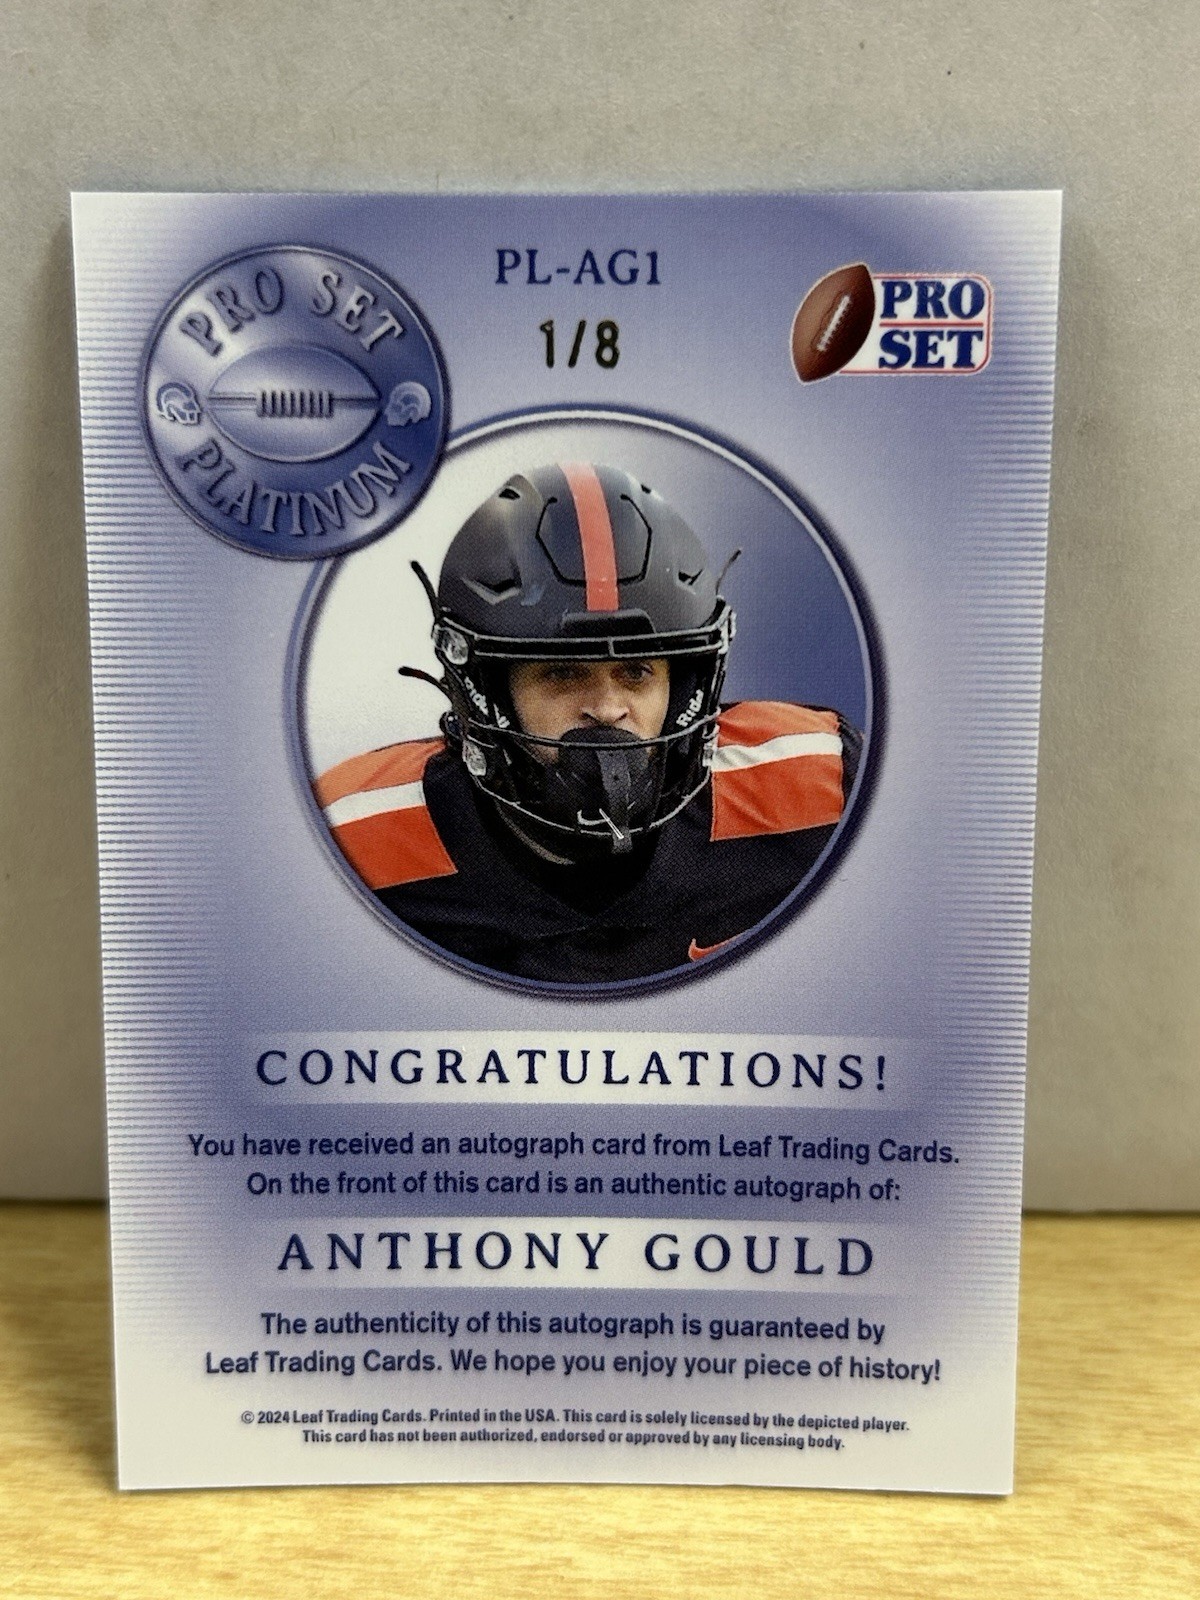 PRO SET
PLATINUM
PL-AG1
1/8
PRO
SET
Riddell
Ridd
CONGRATULATIONS!
You have received an autograph card from Leaf Trading Cards.
On the front of this card is an authentic autograph of:
ANTHONY GOULD
The authenticity of this autograph is guaranteed by
Leaf Trading Cards. We hope you enjoy your piece of history!
© 2024 Leaf Trading Cards. Printed in the USA. This card is solely licensed by the depicted player.
This card has not been authorized, endorsed or approved by any licensing body.